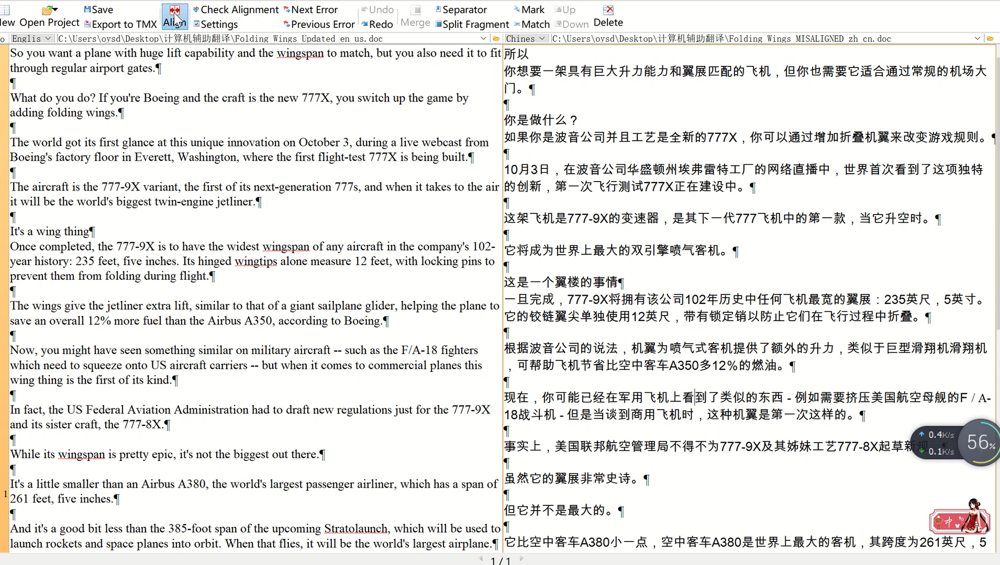 ew Open Project Save Export to TMX Align Check Alignment Settings Next Error Previous Error Undo Redo Merge Separator Split Fragment Mark Match Up Down Delete
Englis C:\Users\oysd\Desktop\计算机辅助翻译\Folding Wings Updated en us.doc
Chines C:\Users\oysd\Desktop\计算机辅助翻译\Folding Wings MISALIGNED zh cn.doc
So you want a plane with huge lift capability and the wingspan to match, but you also need it to fit
through regular airport gates.¶
¶
What do you do? If you're Boeing and the craft is the new 777X, you switch up the game by
adding folding wings.¶
¶
The world got its first glance at this unique innovation on October 3, during a live webcast from
Boeing's factory floor in Everett, Washington, where the first flight-test 777X is being built.¶
¶
The aircraft is the 777-9X variant, the first of its next-generation 777s, and when it takes to the air
it will be the world's biggest twin-engine jetliner.¶
¶
It's a wing thing¶
Once completed, the 777-9X is to have the widest wingspan of any aircraft in the company's 102-
year history: 235 feet, five inches. Its hinged wingtips alone measure 12 feet, with locking pins to
prevent them from folding during flight.¶
¶
The wings give the jetliner extra lift, similar to that of a giant sailplane glider, helping the plane to
save an overall 12% more fuel than the Airbus A350, according to Boeing.¶
¶
Now, you might have seen something similar on military aircraft -- such as the F/A-18 fighters
which need to squeeze onto US aircraft carriers -- but when it comes to commercial planes this
wing thing is the first of its kind.¶
¶
In fact, the US Federal Aviation Administration had to draft new regulations just for the 777-9X
and its sister craft, the 777-8X.¶
¶
While its wingspan is pretty epic, it's not the biggest out there.¶
¶
It's a little smaller than an Airbus A380, the world's largest passenger airliner, which has a span of
261 feet, five inches.¶
¶
And it's a good bit less than the 385-foot span of the upcoming Stratolaunch, which will be used to
launch rockets and space planes into orbit. When that flies, it will be the world's largest airplane.¶
1
所以
你想要一架具有巨大升力能力和翼展匹配的飞机，但你也需要它适合通过常规的机场大
门。¶
¶
你是做什么？
如果你是波音公司并且工艺是全新的777X，你可以通过增加折叠机翼来改变游戏规则。¶
¶
10月3日，在波音公司华盛顿州埃弗雷特工厂的网络直播中，世界首次看到了这项独特
的创新，第一次飞行测试777X正在建设中。¶
¶
这架飞机是777-9X的变速器，是其下一代777飞机中的第一款，当它升空时。¶
¶
它将成为世界上最大的双引擎喷气客机。¶
¶
这是一个翼楼的事情¶
一旦完成，777-9X将拥有该公司102年历史中任何飞机最宽的翼展：235英尺，5英寸。
它的铰链翼尖单独使用12英尺，带有锁定销以防止它们在飞行过程中折叠。¶
¶
根据波音公司的说法，机翼为喷气式客机提供了额外的升力，类似于巨型滑翔机滑翔机
，可帮助飞机节省比空中客车A350多12％的燃油。¶
¶
现在，你可能已经在军用飞机上看到了类似的东西 - 例如需要挤压美国航空母舰的F / A-
18战斗机 - 但是当谈到商用飞机时，这种机翼是第一次这样的。¶
¶
事实上，美国联邦航空管理局不得不为777-9X及其姊妹工艺777-8X起草新规
¶
虽然它的翼展非常史诗。¶
¶
但它并不是最大的。¶
¶
它比空中客车A380小一点，空中客车A380是世界上最大的客机，其跨度为261英尺，5
0.4K/s
0.1K/s
56%
中
1 / 1